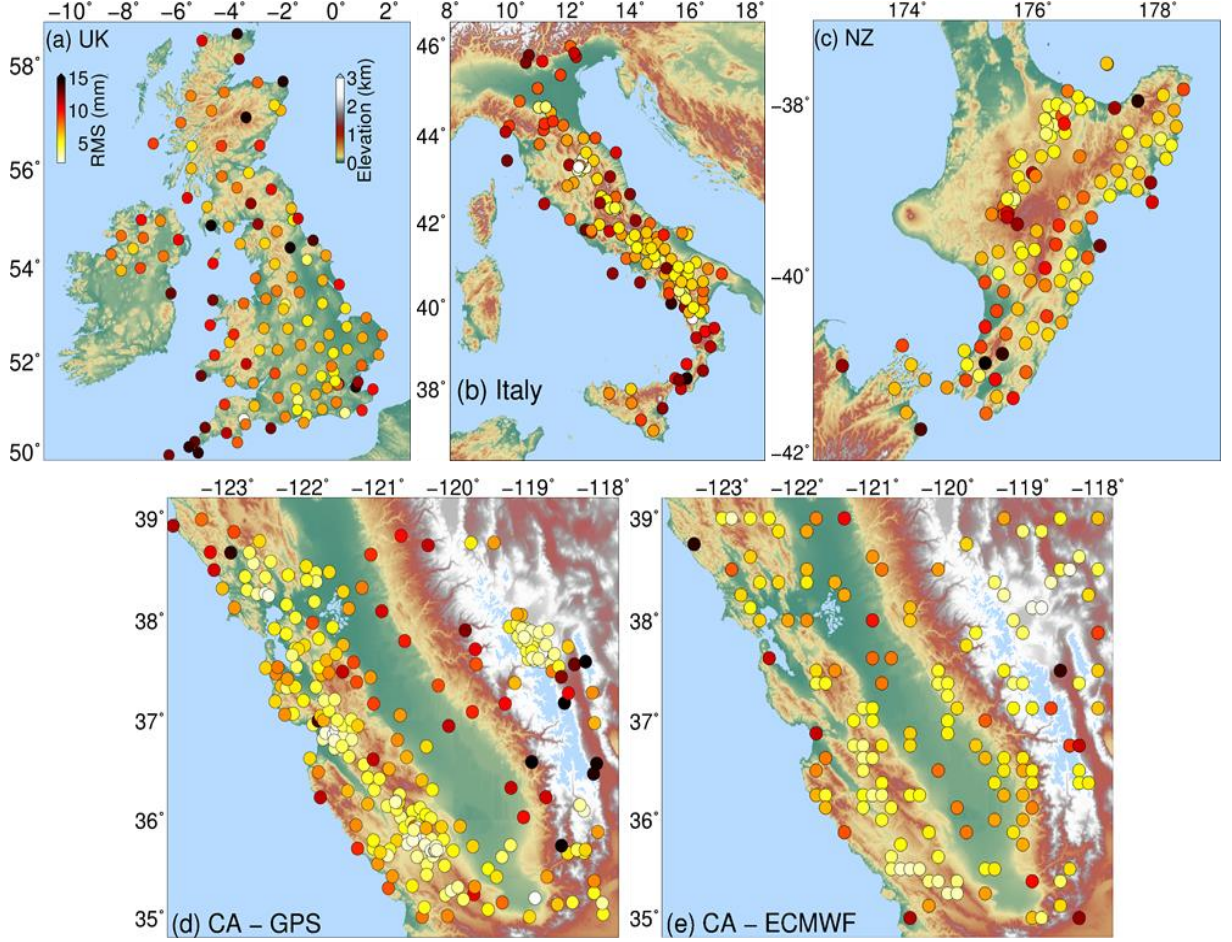 −10° −8° −6° −4° −2° 0° 2°
(a) UK
58°
56°
54°
52°
50°
15
10
5
RMS (mm)
3
2
1
0
Elevation (km)
8° 10° 12° 14° 16° 18°
46°
44°
42°
40°
38°
(b) Italy
174° 176° 178°
(c) NZ
−38°
−40°
−42°
−123° −122° −121° −120° −119° −118°
39°
38°
37°
36°
35°
(d) CA − GPS
−123° −122° −121° −120° −119° −118°
39°
38°
37°
36°
35°
(e) CA − ECMWF